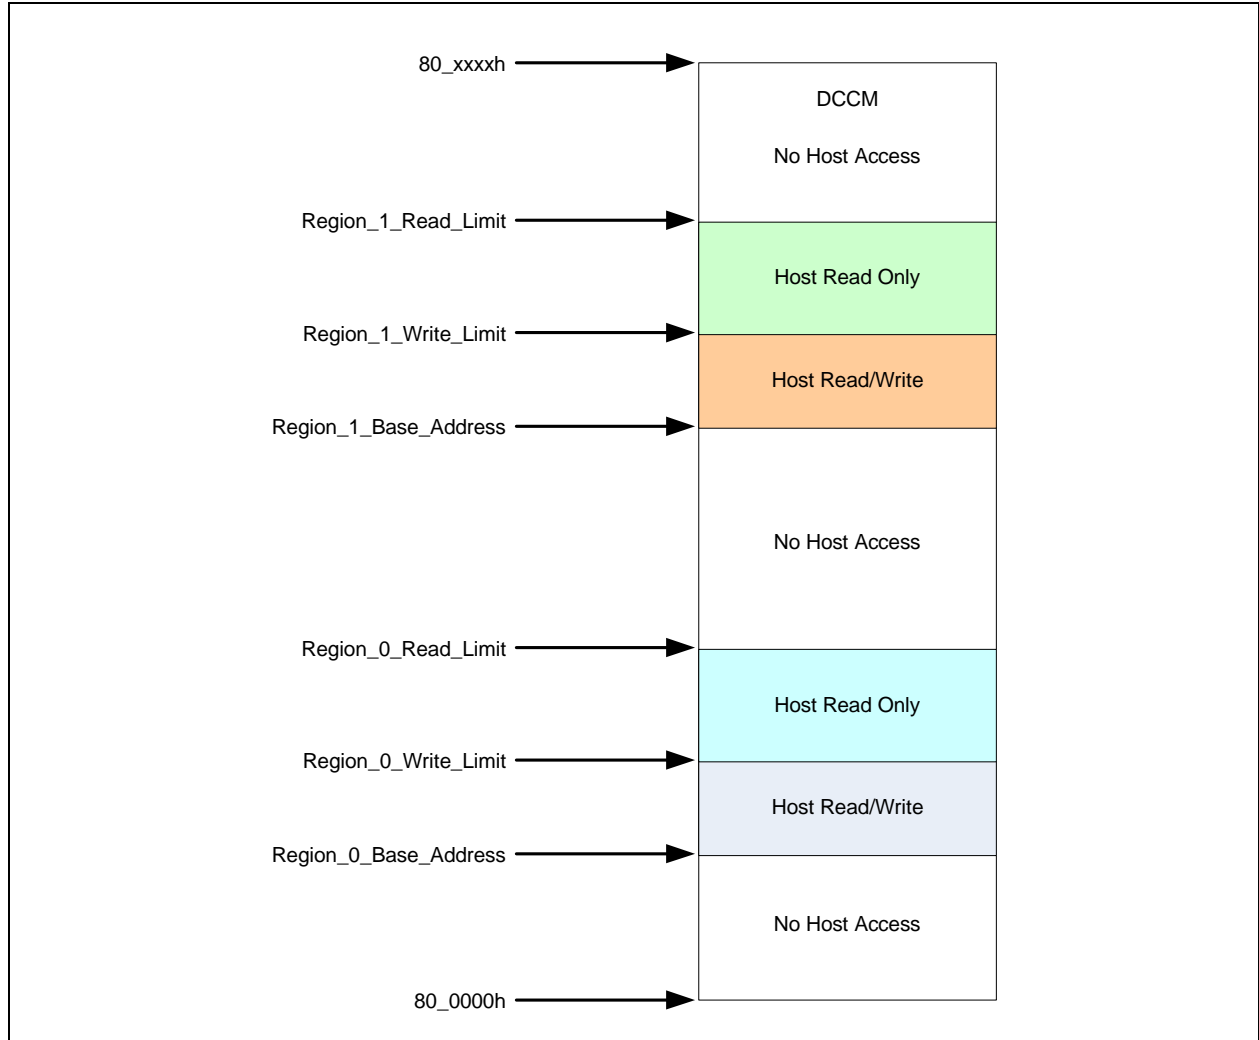 80_xxxxh
DCCM
No Host Access
Region_1_Read_Limit
Host Read Only
Region_1_Write_Limit
Host Read/Write
Region_1_Base_Address
No Host Access
Region_0_Read_Limit
Host Read Only
Region_0_Write_Limit
Host Read/Write
Region_0_Base_Address
No Host Access
80_0000h